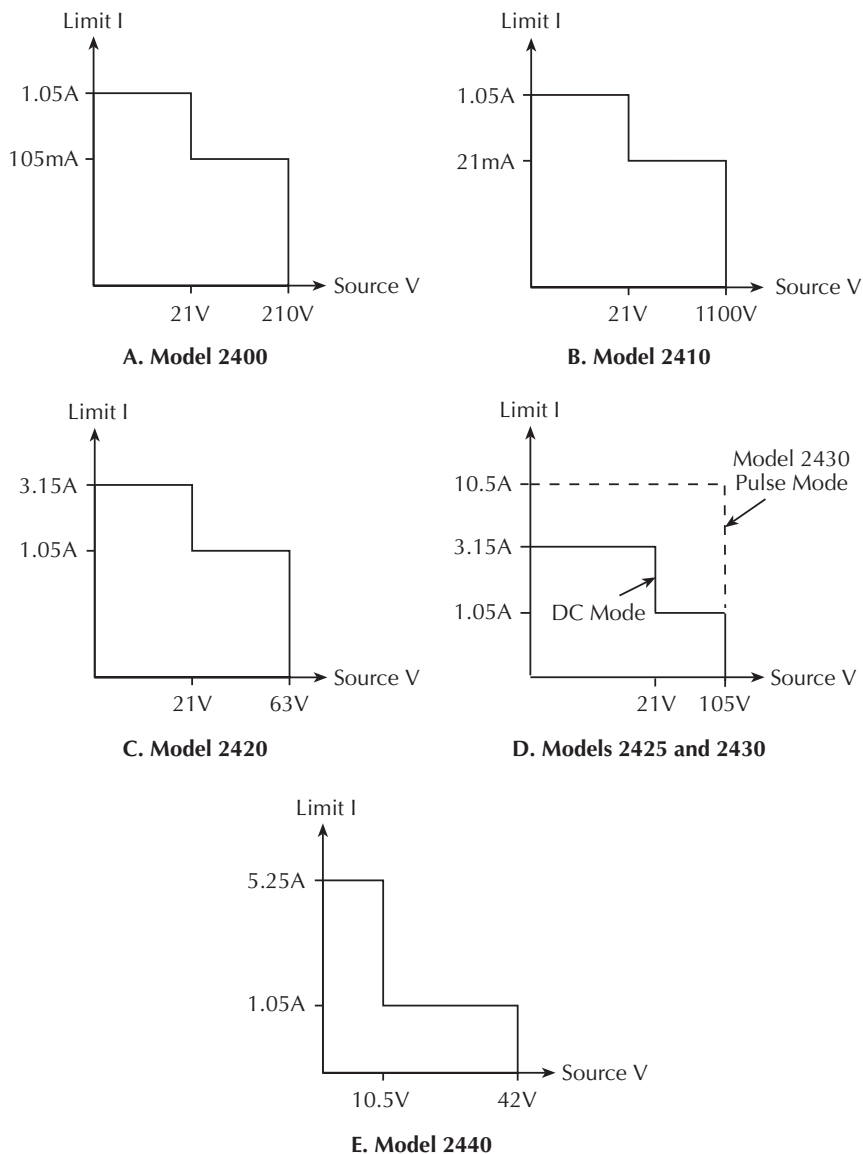 Limit I
1.05A
105mA
Source V
21V 210V
A. Model 2400
Limit I
1.05A
21mA
Source V
21V 1100V
B. Model 2410
Limit I
3.15A
1.05A
Source V
21V 63V
C. Model 2420
Limit I
Model 2430
Pulse Mode
10.5A
3.15A
DC Mode
1.05A
Source V
21V 105V
D. Models 2425 and 2430
Limit I
5.25A
1.05A
Source V
10.5V 42V
E. Model 2440